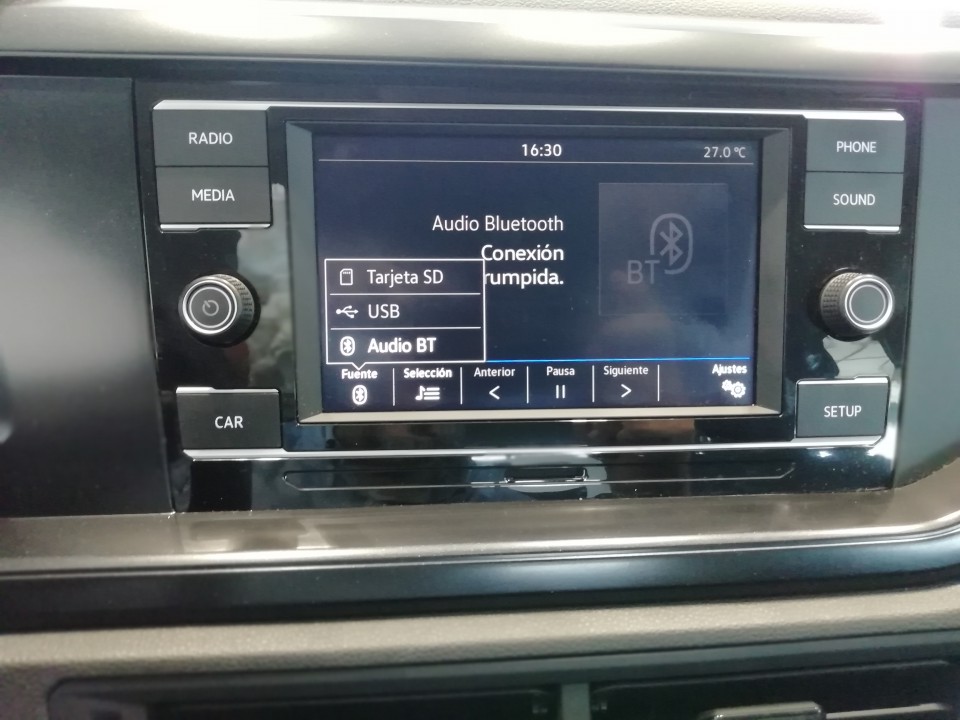 RADIO
MEDIA
CAR
16:30
27.0 °C
Audio Bluetooth
Conexión
rumpida.
BT
Tarjeta SD
USB
Audio BT
Fuente
Selección
Anterior
Pausa
Siguiente
Ajustes
PHONE
SOUND
SETUP